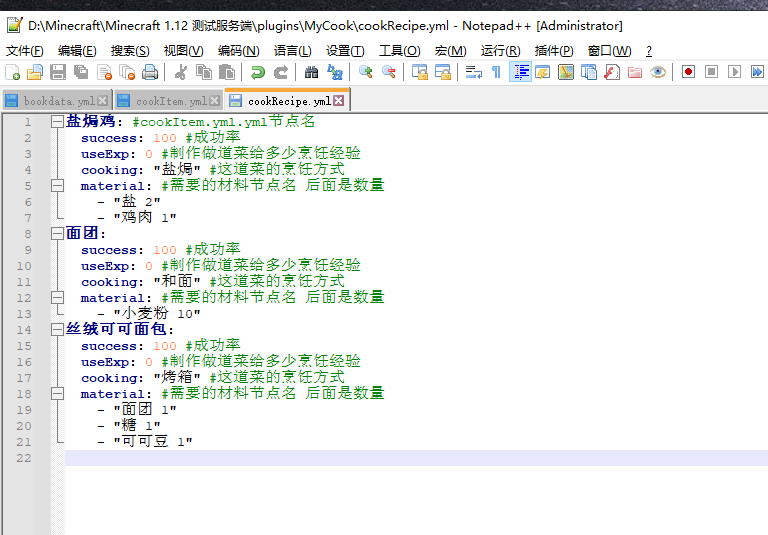 D:\Minecraft\Minecraft 1.12 测试服务端\plugins\MyCook\cookRecipe.yml - Notepad++ [Administrator]
文件(F) 编辑(E) 搜索(S) 视图(V) 编码(N) 语言(L) 设置(T) 工具(O) 宏(M) 运行(R) 插件(P) 窗口(W) ?
bookdata.yml cookItem.yml cookRecipe.yml
1 盐焗鸡: #cookItem.yml.yml节点名
2 success: 100 #成功率
3 useExp: 0 #制作做道菜给多少烹饪经验
4 cooking: "盐焗" #这道菜的烹饪方式
5 material: #需要的材料节点名 后面是数量
6 - "盐 2"
7 - "鸡肉 1"
8 面团:
9 success: 100 #成功率
10 useExp: 0 #制作做道菜给多少烹饪经验
11 cooking: "和面" #这道菜的烹饪方式
12 material: #需要的材料节点名 后面是数量
13 - "小麦粉 10"
14 丝绒可可面包:
15 success: 100 #成功率
16 useExp: 0 #制作做道菜给多少烹饪经验
17 cooking: "烤箱" #这道菜的烹饪方式
18 material: #需要的材料节点名 后面是数量
19 - "面团 1"
20 - "糖 1"
21 - "可可豆 1"
22